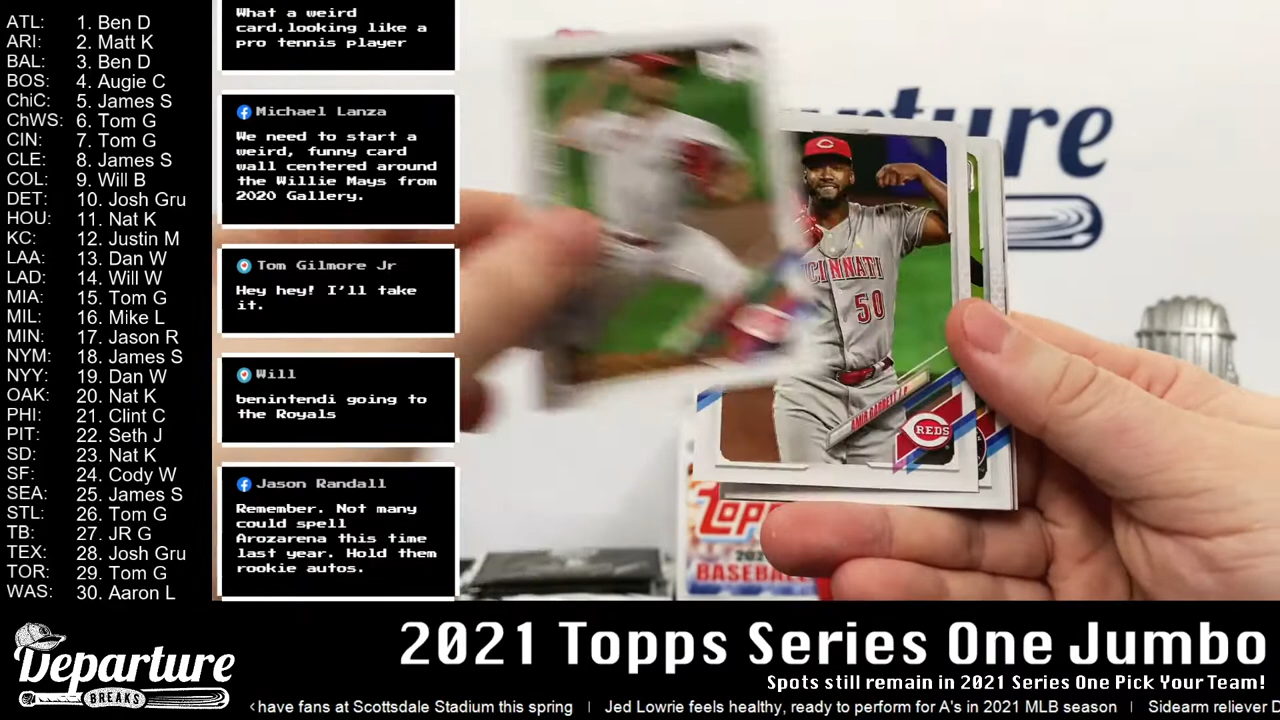 ATL: 1. Ben D
ARI: 2. Matt K
BAL: 3. Ben D
BOS: 4. Augie C
ChiC: 5. James S
ChWS: 6. Tom G
CIN: 7. Tom G
CLE: 8. James S
COL: 9. Will B
DET: 10. Josh Gru
HOU: 11. Nat K
KC: 12. Justin M
LAA: 13. Dan W
LAD: 14. Will W
MIA: 15. Tom G
MIL: 16. Mike L
MIN: 17. Jason R
NYM: 18. James S
NYY: 19. Dan W
OAK: 20. Nat K
PHI: 21. Clint C
PIT: 22. Seth J
SD: 23. Nat K
SF: 24. Cody W
SEA: 25. James S
STL: 26. Tom G
TB: 27. JR G
TEX: 28. Josh Gru
TOR: 29. Tom G
WAS: 30. Aaron L
What a weird
card.looking like a
pro tennis player
Michael Lanza
We need to start a
weird, funny card
wall centered around
the Willie Mays from
2020 Gallery.
Tom Gilmore Jr
Hey hey! I'll take
it.
Will
benintendi going to
the Royals
Jason Randall
Remember. Not many
could spell
Arozarena this time
last year. Hold them
rookie autos.
parture
CINCINNATI
50
AMIR GARRETT
REDS
Topps
BASEBALL
Departure
BREAKS
2021 Topps Series One Jumbo
Spots still remain in 2021 Series One Pick Your Team!
have fans at Scottsdale Stadium this spring | Jed Lowrie feels healthy, ready to perform for A's in 2021 MLB season | Sidearm reliever D